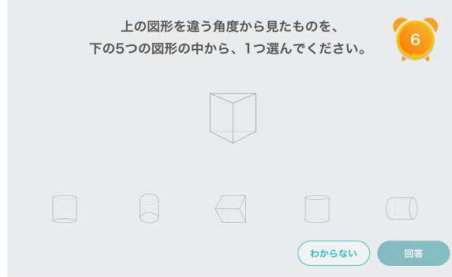 上の図形を違う角度から見たものを、
下の5つの図形の中から、1つ選んでください。
6
わからない
回答